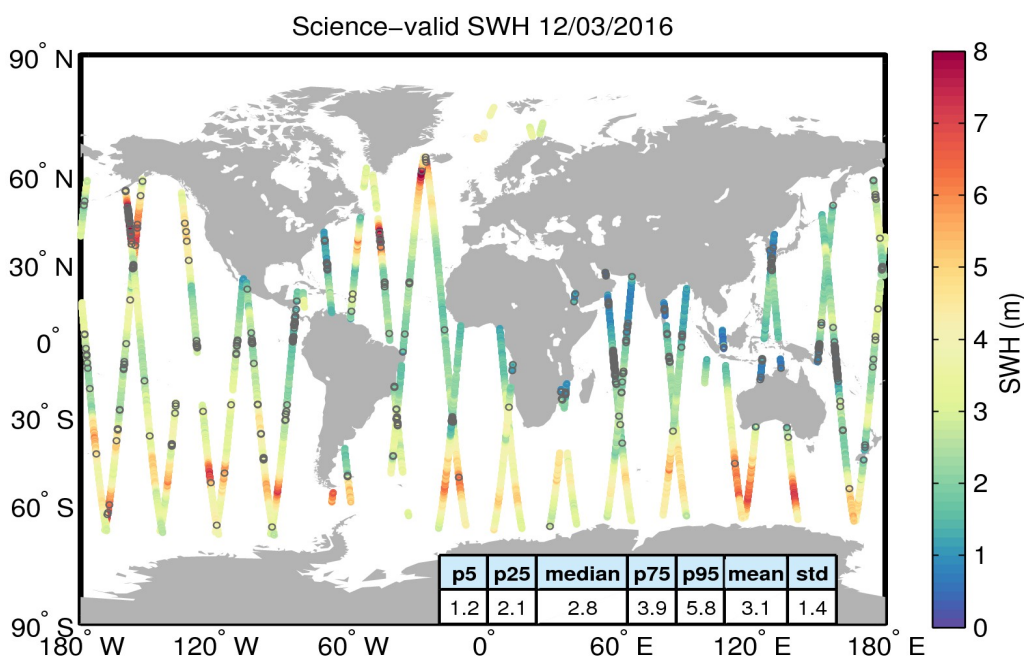 Science−valid SWH 12/03/2016
90° N
60° N
30° N
0°
30° S
60° S
90° S
180° W
120° W
60° W
0°
60° E
120° E
180° E
p5 p25 median p75 p95 mean std
1.2 2.1 2.8 3.9 5.8 3.1 1.4
8
7
6
5
4
3
2
1
0
SWH (m)